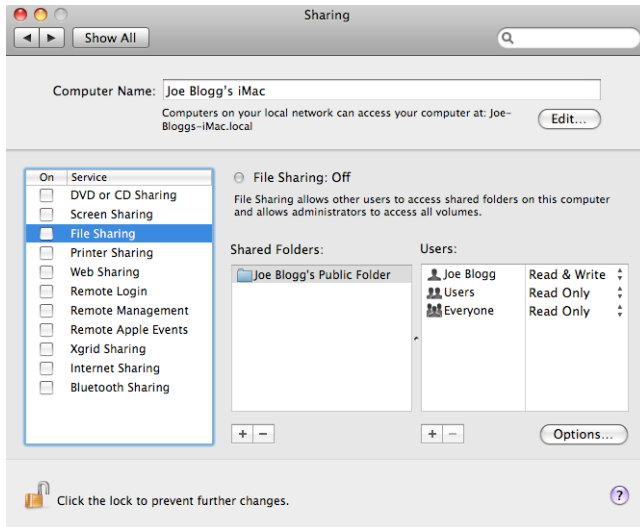 Sharing
Show All
Computer Name: Joe Blogg's iMac
Computers on your local network can access your computer at: Joe-
Bloggs-iMac.local
Edit...
On Service
DVD or CD Sharing
Screen Sharing
File Sharing
Printer Sharing
Web Sharing
Remote Login
Remote Management
Remote Apple Events
Xgrid Sharing
Internet Sharing
Bluetooth Sharing
File Sharing: Off
File Sharing allows other users to access shared folders on this computer
and allows administrators to access all volumes.
Shared Folders:
Joe Blogg's Public Folder
Users:
Joe Blogg Read & Write
Users Read Only
Everyone Read Only
+ −
+ −
Options...
Click the lock to prevent further changes.
?